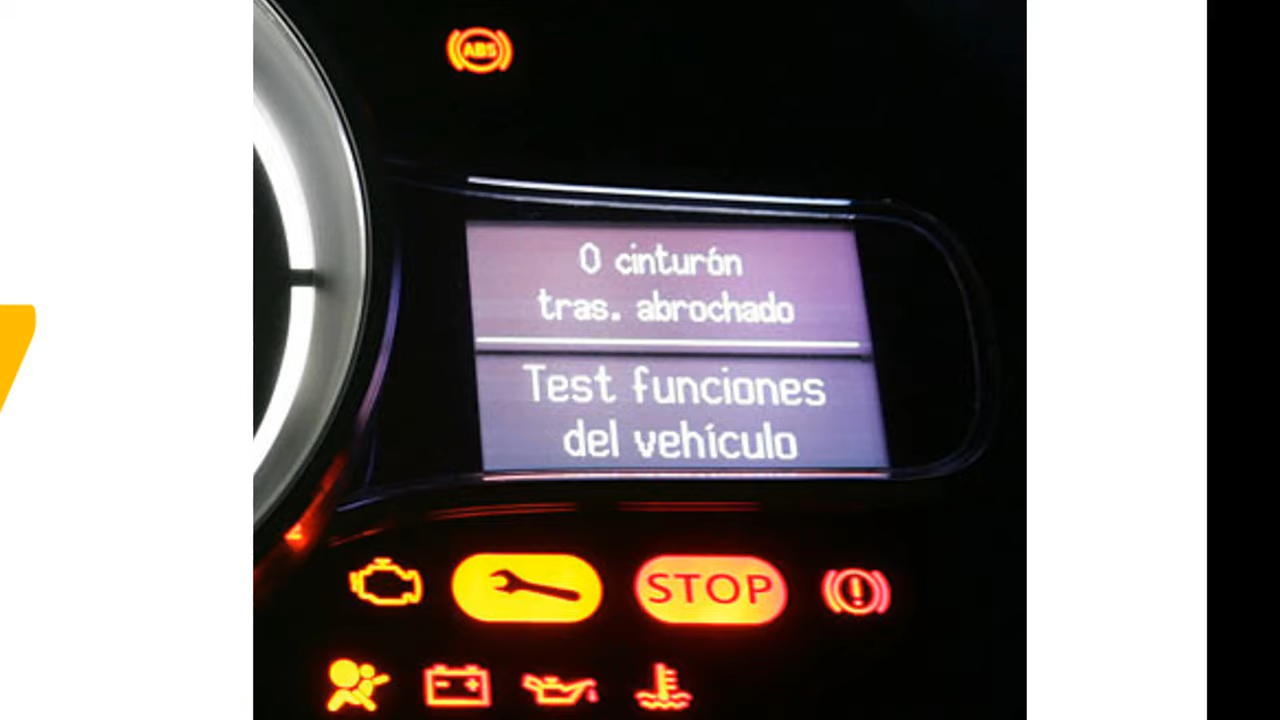 ABS
0 cinturón
tras. abrochado
Test funciones
del vehículo
STOP